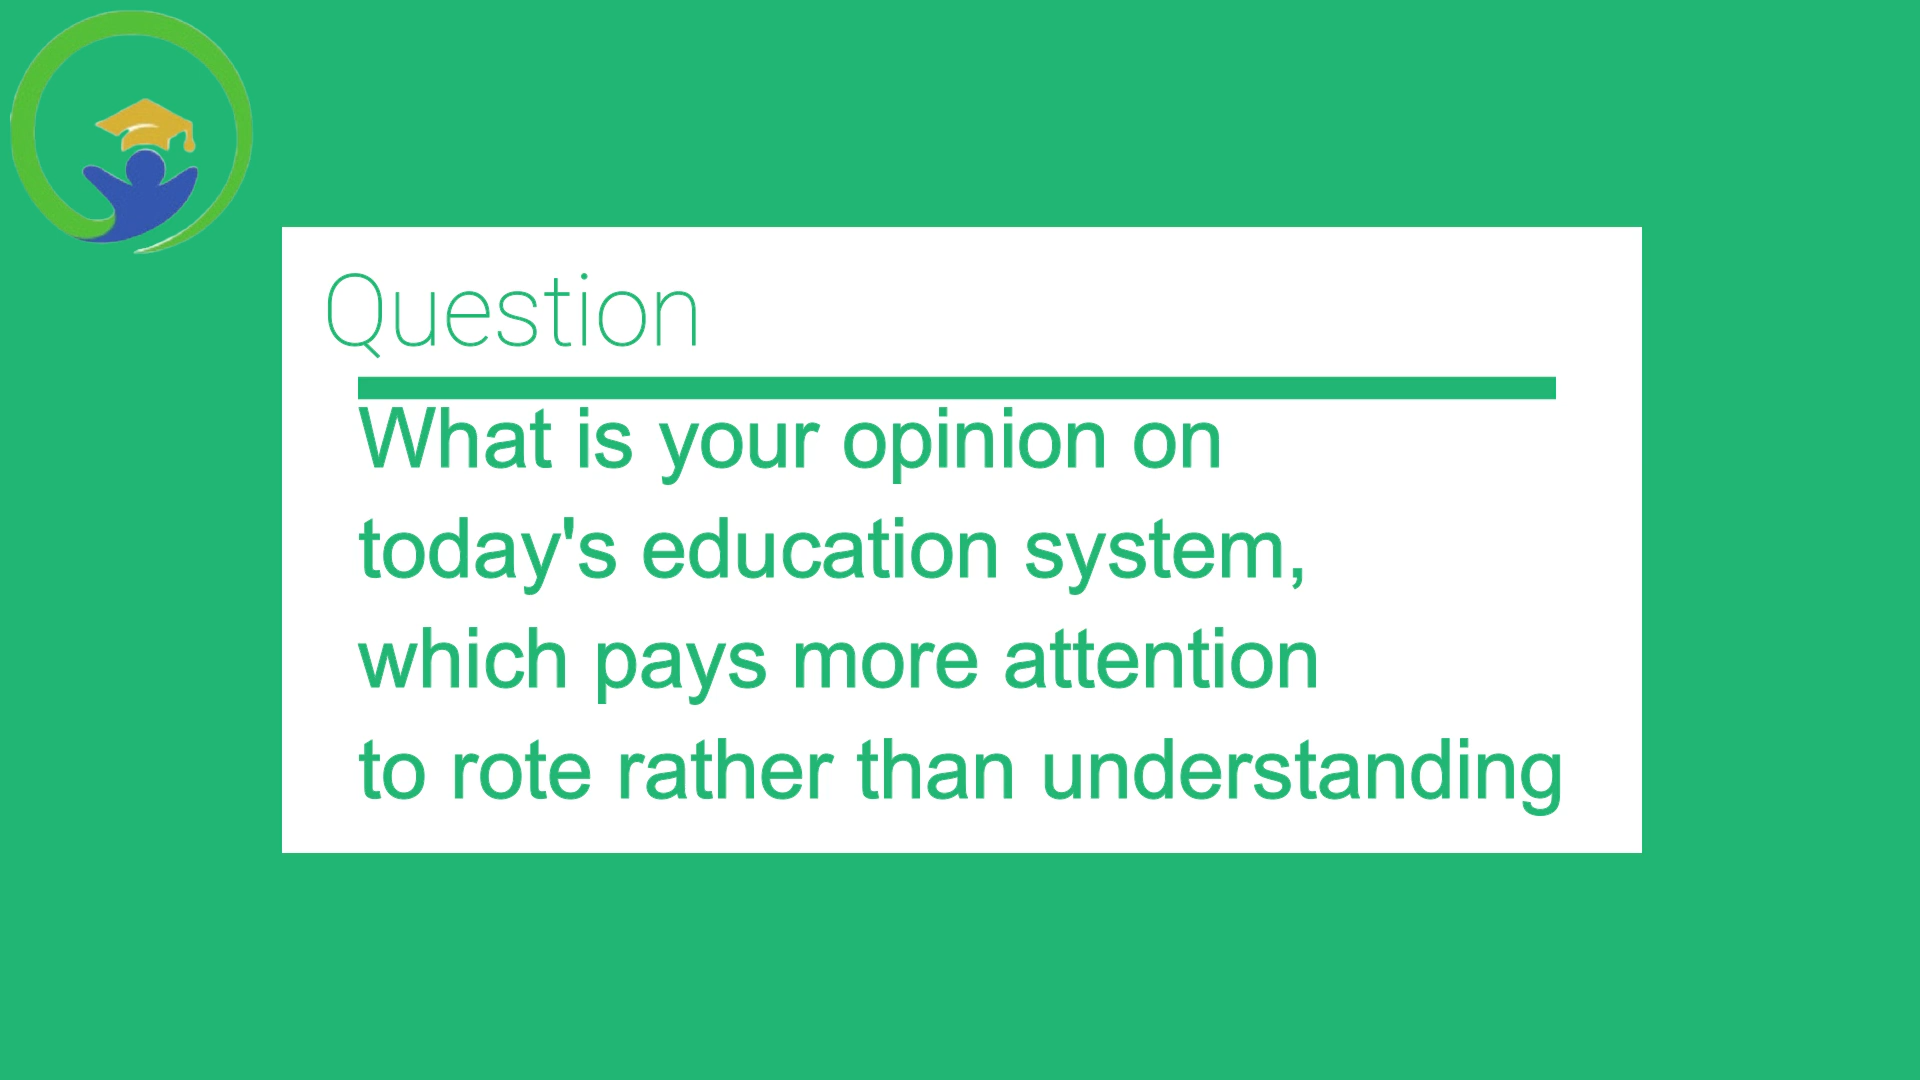 Question
What is your opinion on
today's education system,
which pays more attention
to rote rather than understanding